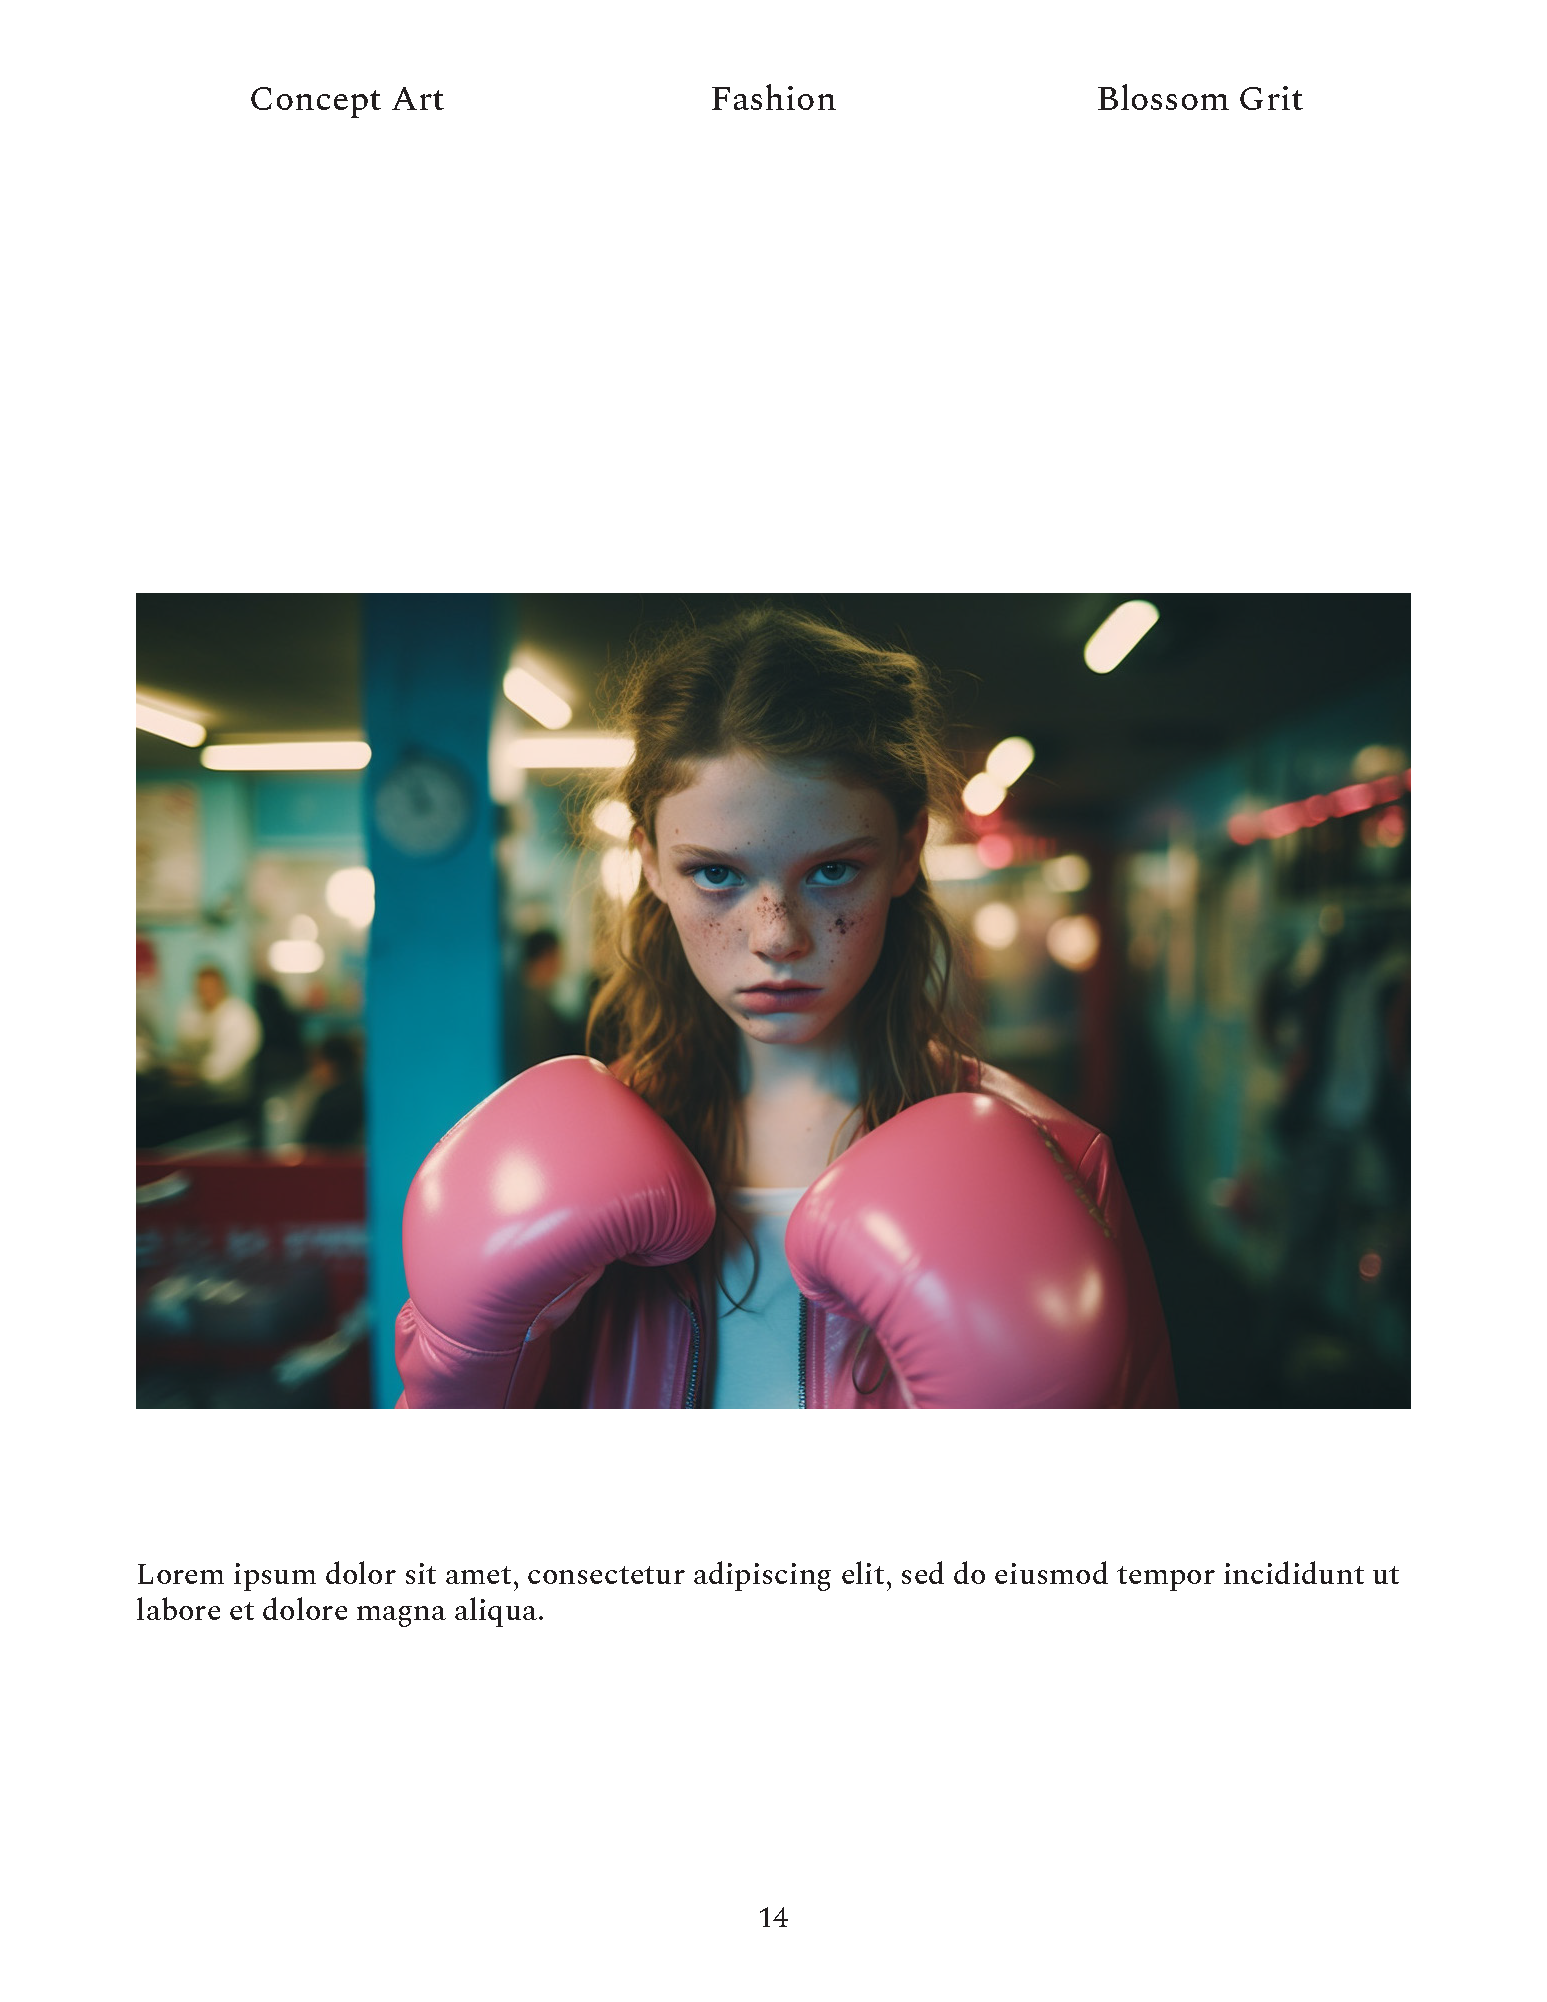 Concept Art Fashion Blossom Grit
Lorem ipsum dolor sit amet, consectetur adipiscing elit, sed do eiusmod tempor incididunt ut
labore et dolore magna aliqua.
14